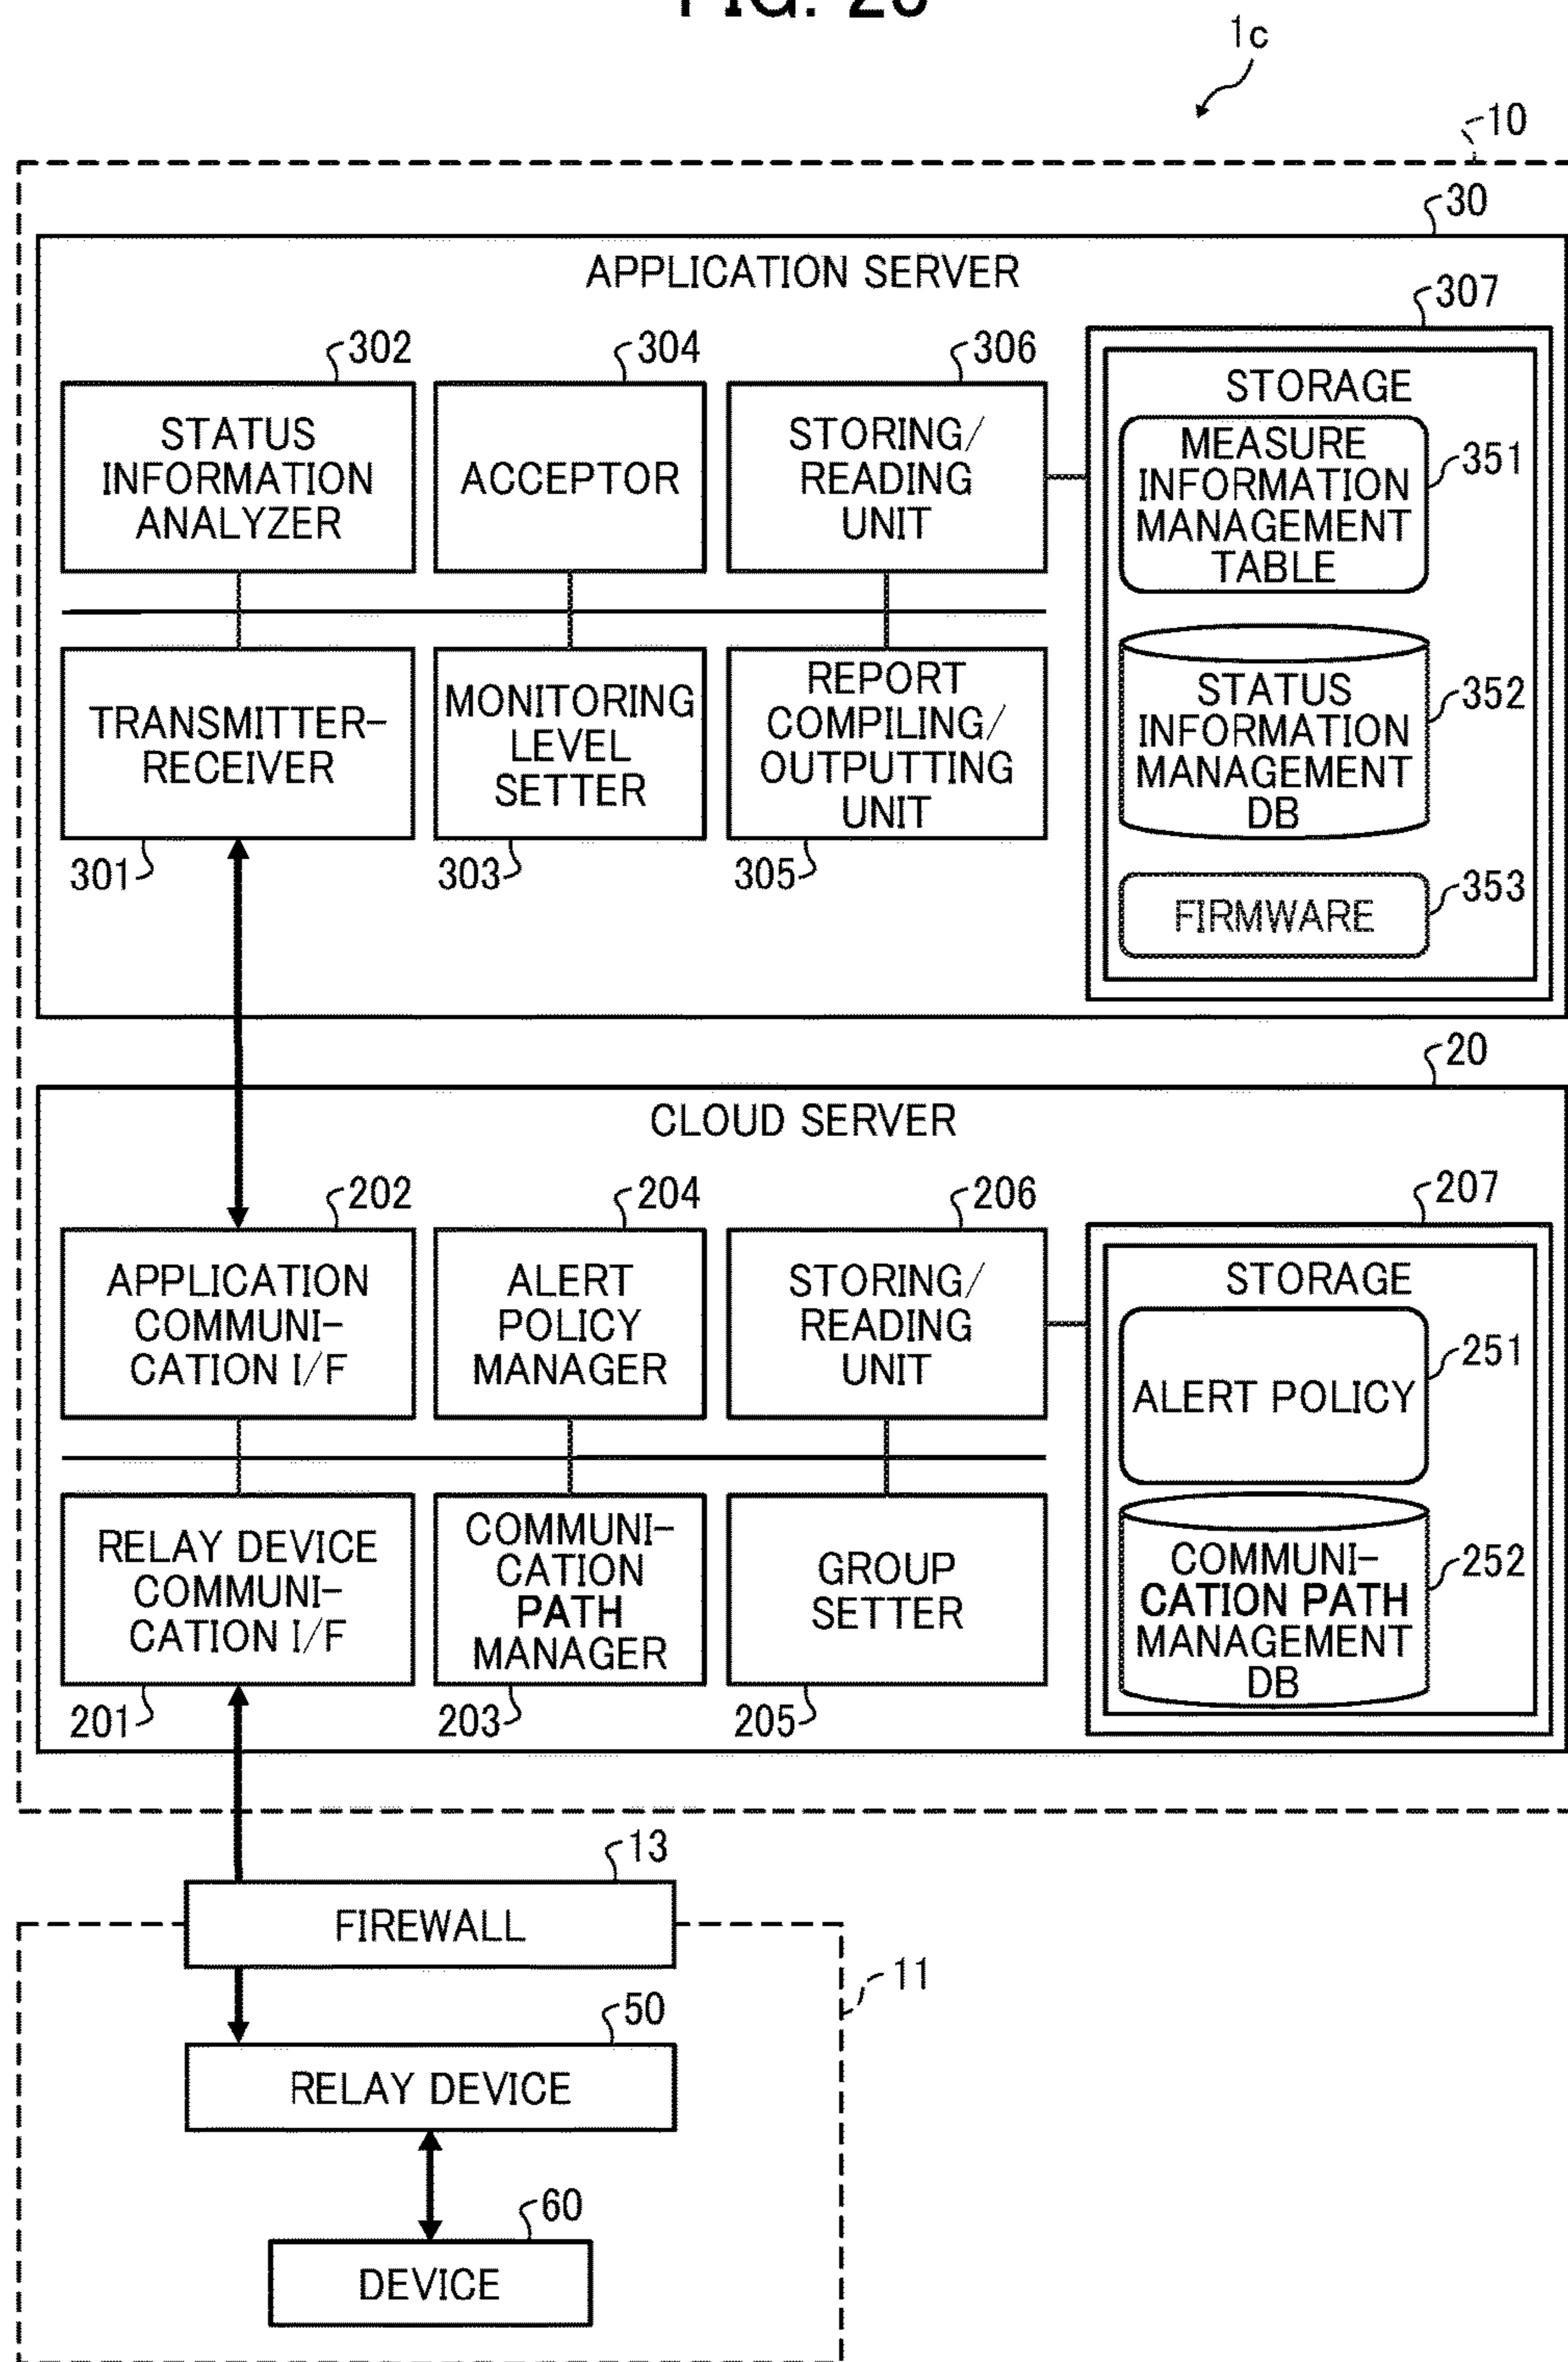 1c
10
30
APPLICATION SERVER
307
302
304
306
STATUS
INFORMATION
ANALYZER
ACCEPTOR
STORING/
READING
UNIT
STORAGE
MEASURE
INFORMATION
MANAGEMENT
TABLE
351
TRANSMITTER-
RECEIVER
MONITORING
LEVEL
SETTER
REPORT
COMPILING/
OUTPUTTING
UNIT
STATUS
INFORMATION
MANAGEMENT
DB
352
301
303
305
FIRMWARE
353
20
CLOUD SERVER
202
204
206
207
APPLICATION
COMMUNI-
CATION I/F
ALERT
POLICY
MANAGER
STORING/
READING
UNIT
STORAGE
ALERT POLICY
251
RELAY DEVICE
COMMUNI-
CATION I/F
COMMUNI-
CATION
PATH
MANAGER
GROUP
SETTER
COMMUNI-
CATION PATH
MANAGEMENT
DB
252
201
203
205
13
FIREWALL
11
50
RELAY DEVICE
60
DEVICE